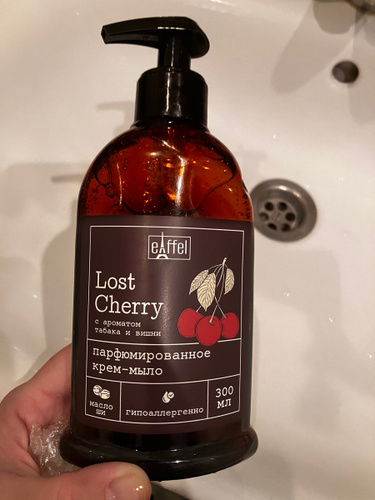 eiffel
Lost
Cherry
с ароматом
табака и вишни
парфюмированное
крем-мыло
масло
ши
гипоаллергенно
300
мл